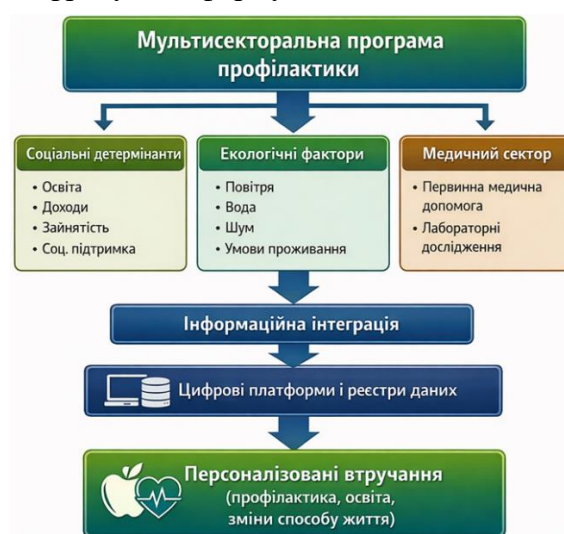 Мультисекторальна програма
профілактики
Соціальні детермінанти
• Освіта
• Доходи
• Зайнятість
• Соц. підтримка
Екологічні фактори
• Повітря
• Вода
• Шум
• Умови проживання
Медичний сектор
• Первинна медична
допомога
• Лабораторні
дослідження
Інформаційна інтеграція
Цифрові платформи і реєстри даних
Персоналізовані втручання
(профілактика, освіта,
зміни способу життя)